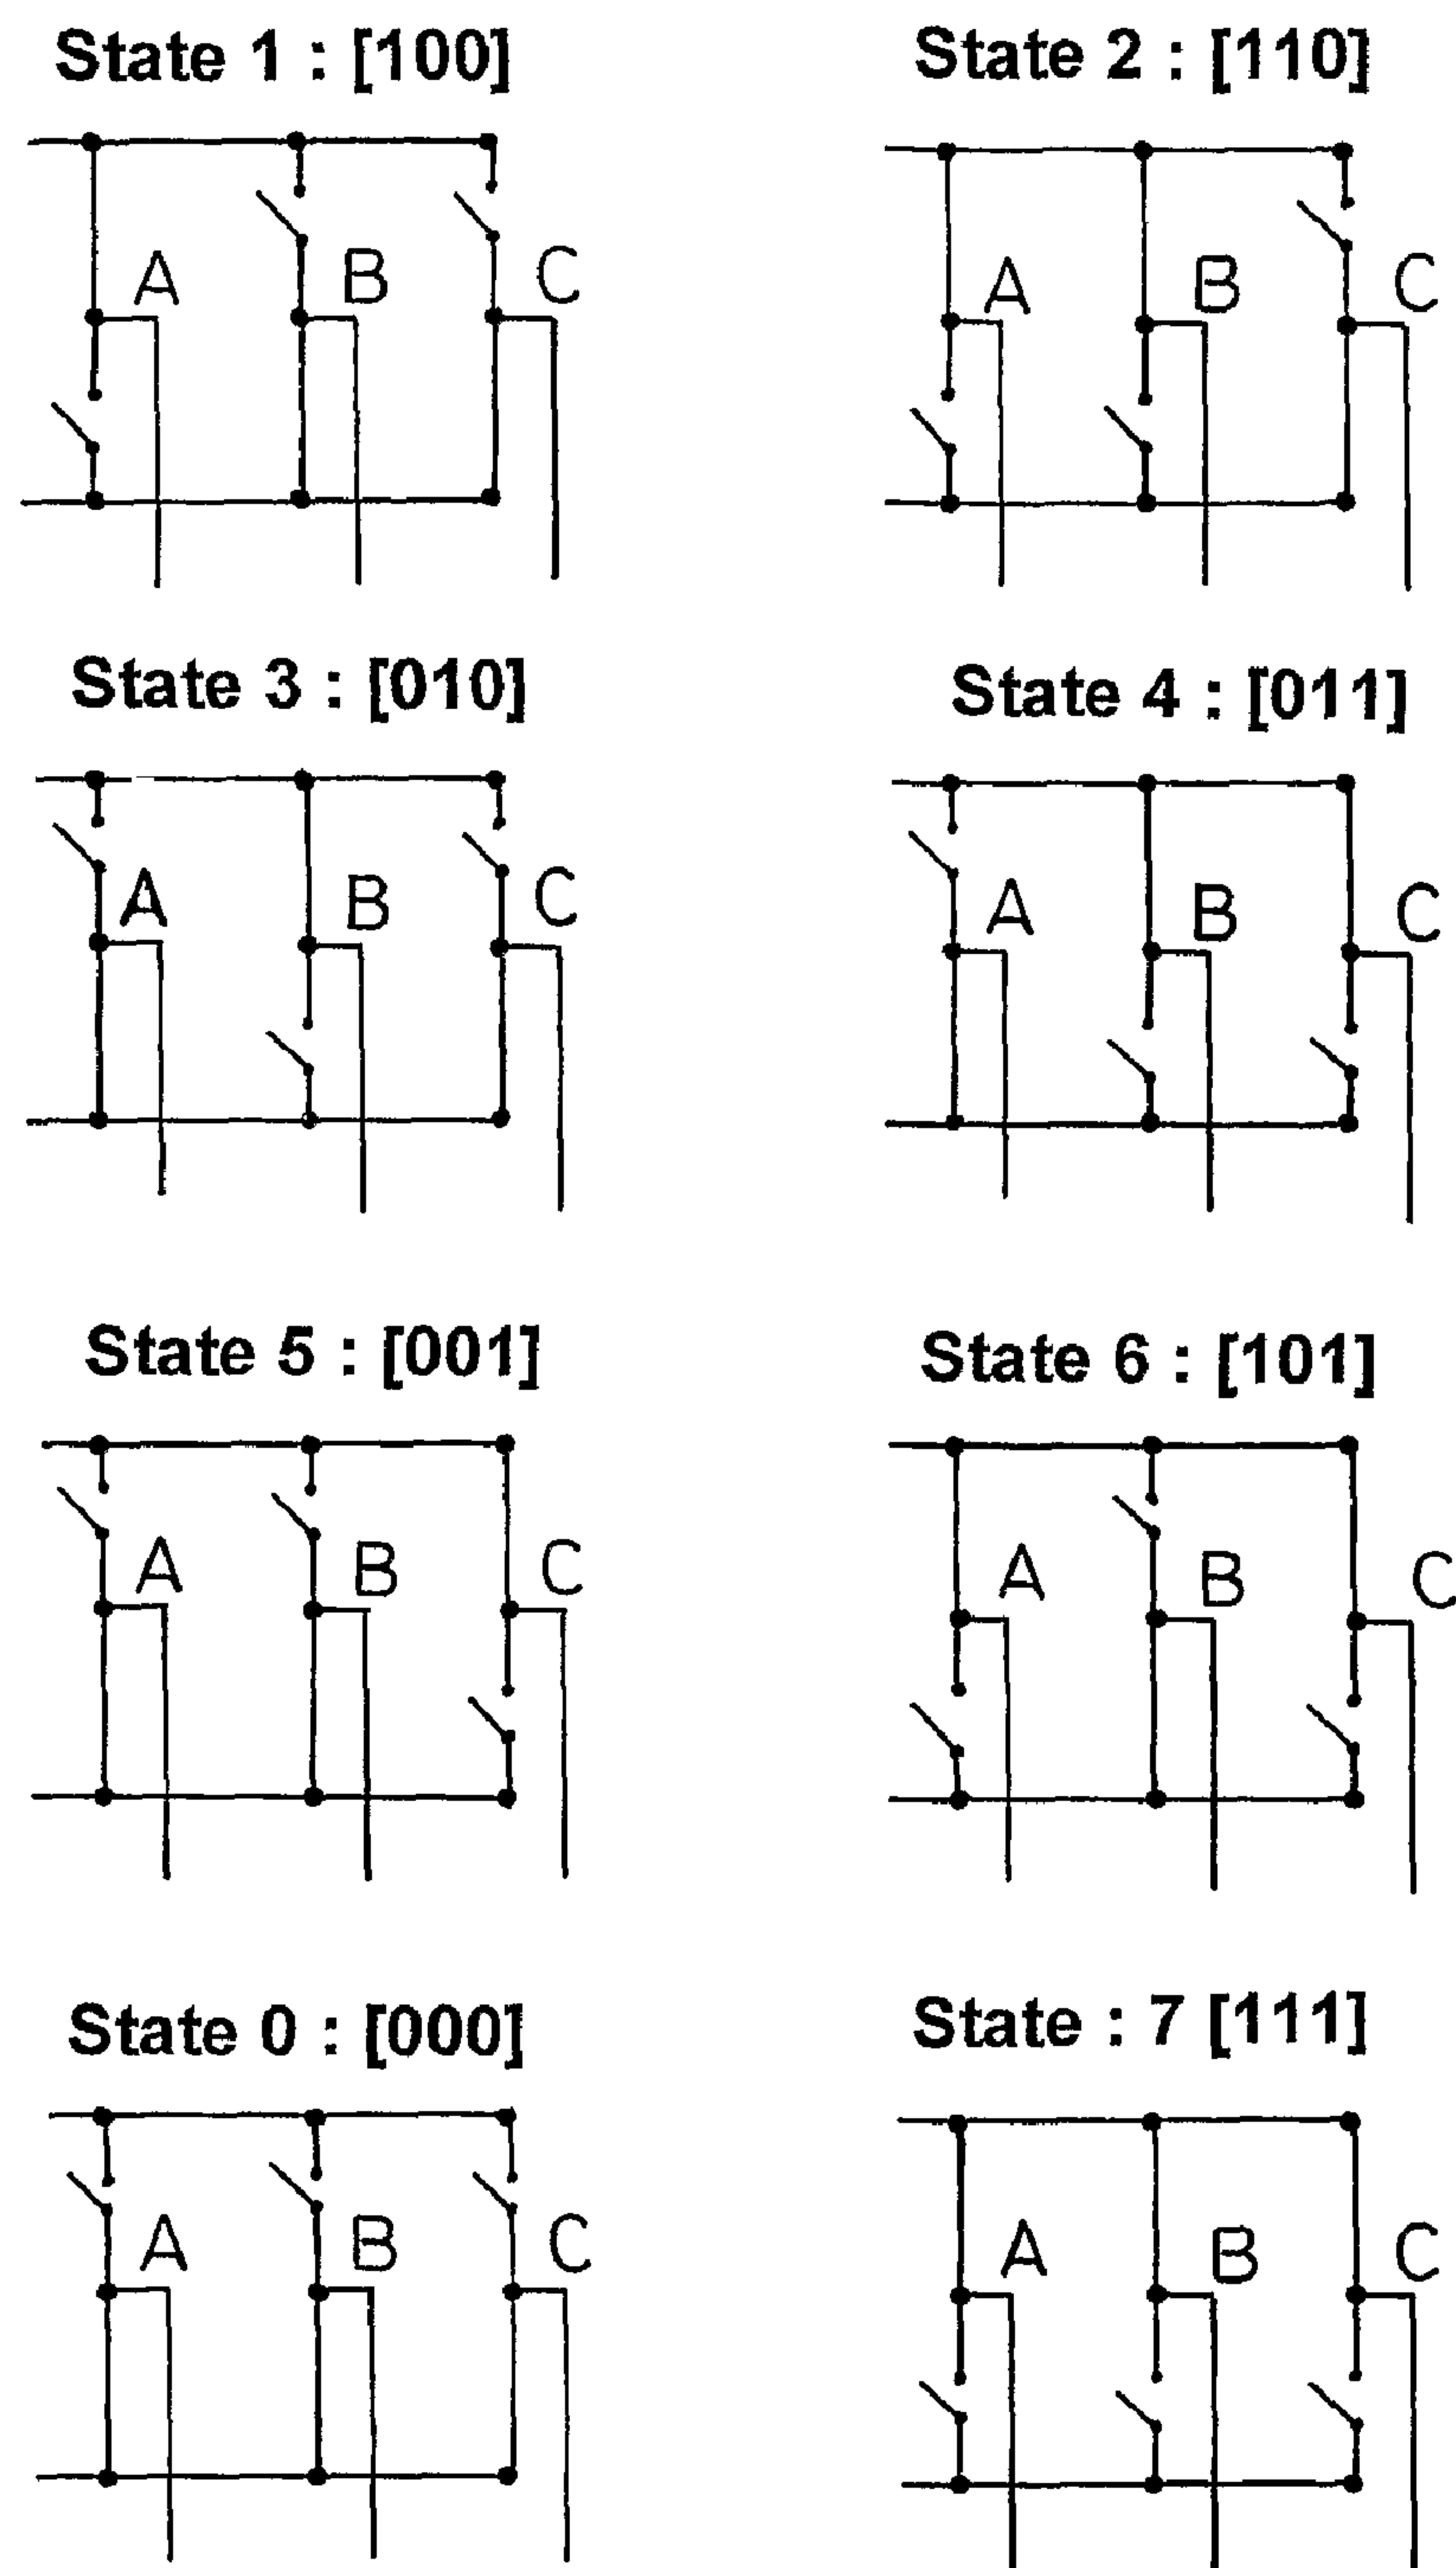 State 1 : [100]
State 2 : [110]
A B C
A B C
State 3 : [010]
State 4 : [011]
A B C
A B C
State 5 : [001]
State 6 : [101]
A B C
A B C
State 0 : [000]
State : 7 [111]
A B C
A B C